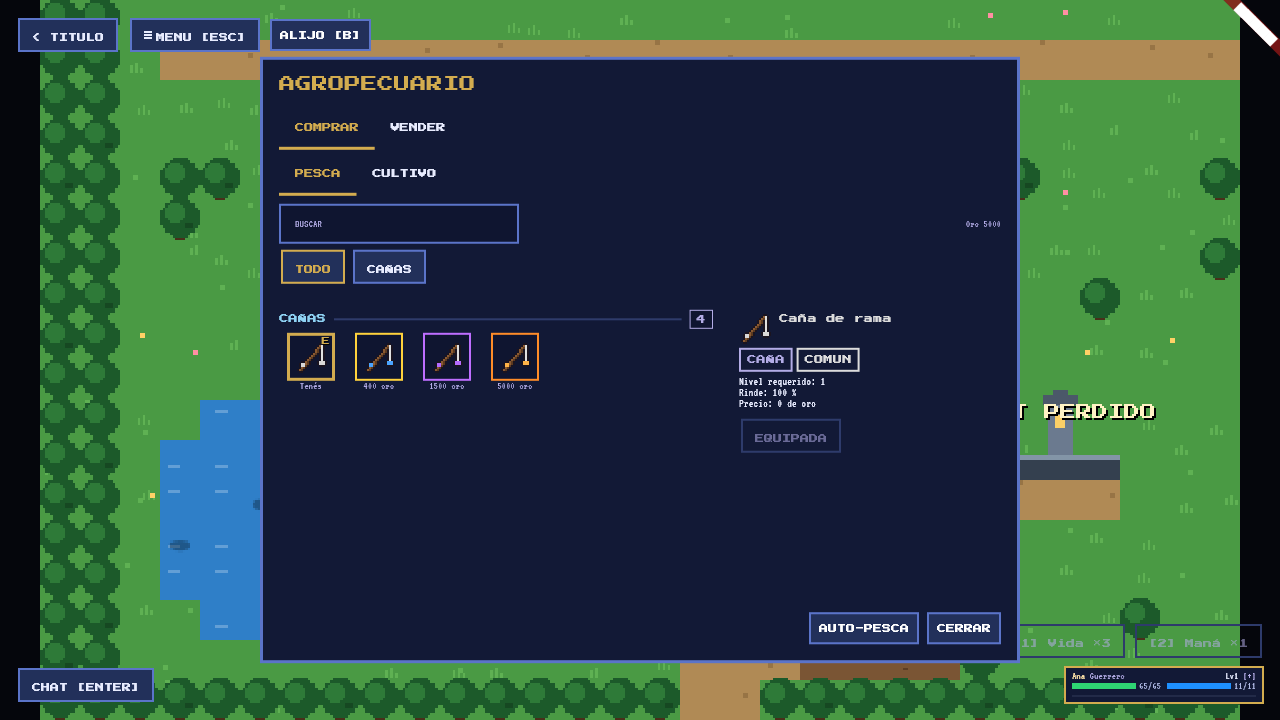 < TITULO
≡MENU [ESC]
ALIJO [B]
AGROPECUARIO
COMPRAR VENDER
PESCA CULTIVO
BUSCAR
Oro 5000
TODO CAÑAS
CAÑAS 4
E
Tenés 400 oro 1500 oro 5000 oro
Caña de rama
CAÑA COMUN
Nivel requerido: 1
Rinde: 100 %
Precio: 0 de oro
EQUIPADA
PERDIDO
AUTO-PESCA CERRAR
1] Vida ×3 [2] Maná ×1
CHAT [ENTER]
Ana Guerrero Lv1 [+]
65/65 11/11